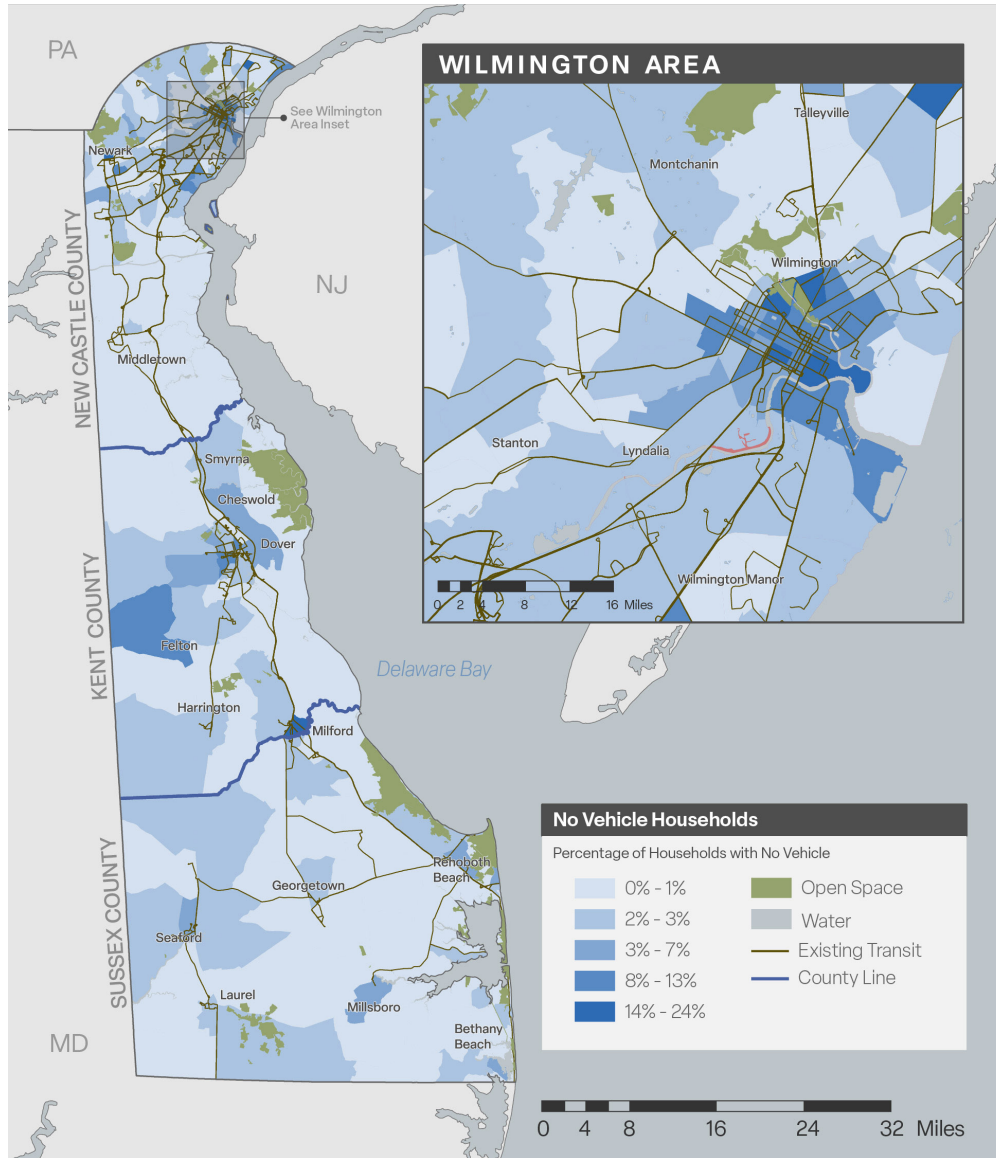 PA
See Wilmington
Area Inset
Newark
NEW CASTLE COUNTY
NJ
Middletown
Smyrna
Cheswold
Dover
KENT COUNTY
Felton
Harrington
Milford
Delaware Bay
SUSSEX COUNTY
Rehoboth
Beach
Georgetown
Seaford
Laurel
Millsboro
Bethany
Beach
MD
WILMINGTON AREA
Talleyville
Montchanin
Wilmington
Stanton
Lyndalia
Wilmington Manor
0 2 4 8 12 16 Miles
No Vehicle Households
Percentage of Households with No Vehicle
0% - 1%
2% - 3%
3% - 7%
8% - 13%
14% - 24%
Open Space
Water
Existing Transit
County Line
0 4 8 16 24 32 Miles